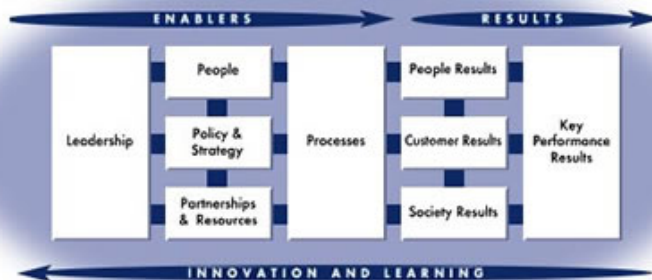 ENABLERS
RESULTS
People
People Results
Leadership
Policy &
Strategy
Processes
Customer Results
Key
Performance
Results
Partnerships
& Resources
Society Results
INNOVATION AND LEARNING